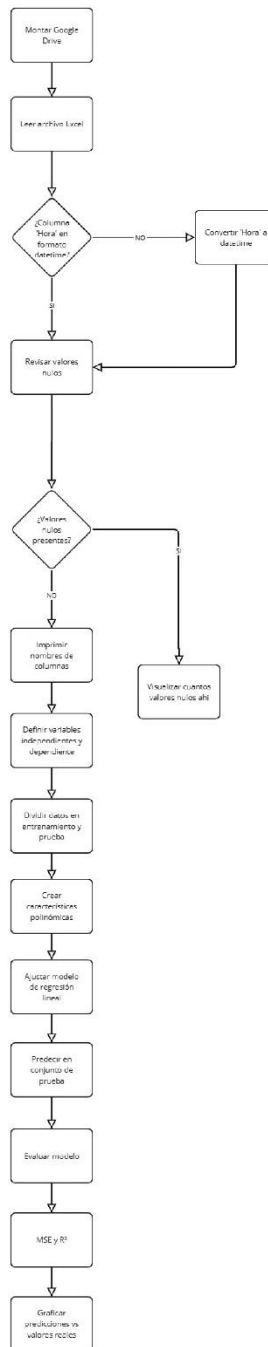 Montar Google
Drive
Leer archivo Excel
¿Columna
'Hora' en
formato
datetime?
NO
Convertir 'Hora' a
datetime
SI
Revisar valores
nulos
¿Valores
nulos
presentes?
SI
NO
Imprimir
nombres de
columnas
Visualizar cuantos
valores nulos ahi
Definir variables
independientes y
dependiente
Dividir datos en
entrenamiento y
prueba
Crear
características
polinómicas
Ajustar modelo
de regresión
lineal
Predecir en
conjunto de
prueba
Evaluar modelo
MSE y R²
Graficar
predicciones vs
valores reales